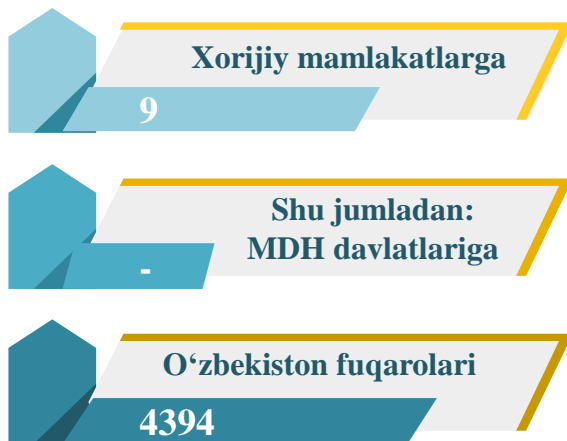 Xorijiy mamlakatlarga
9
Shu jumladan:
MDH davlatlariga
-
O‘zbekiston fuqarolari
4394